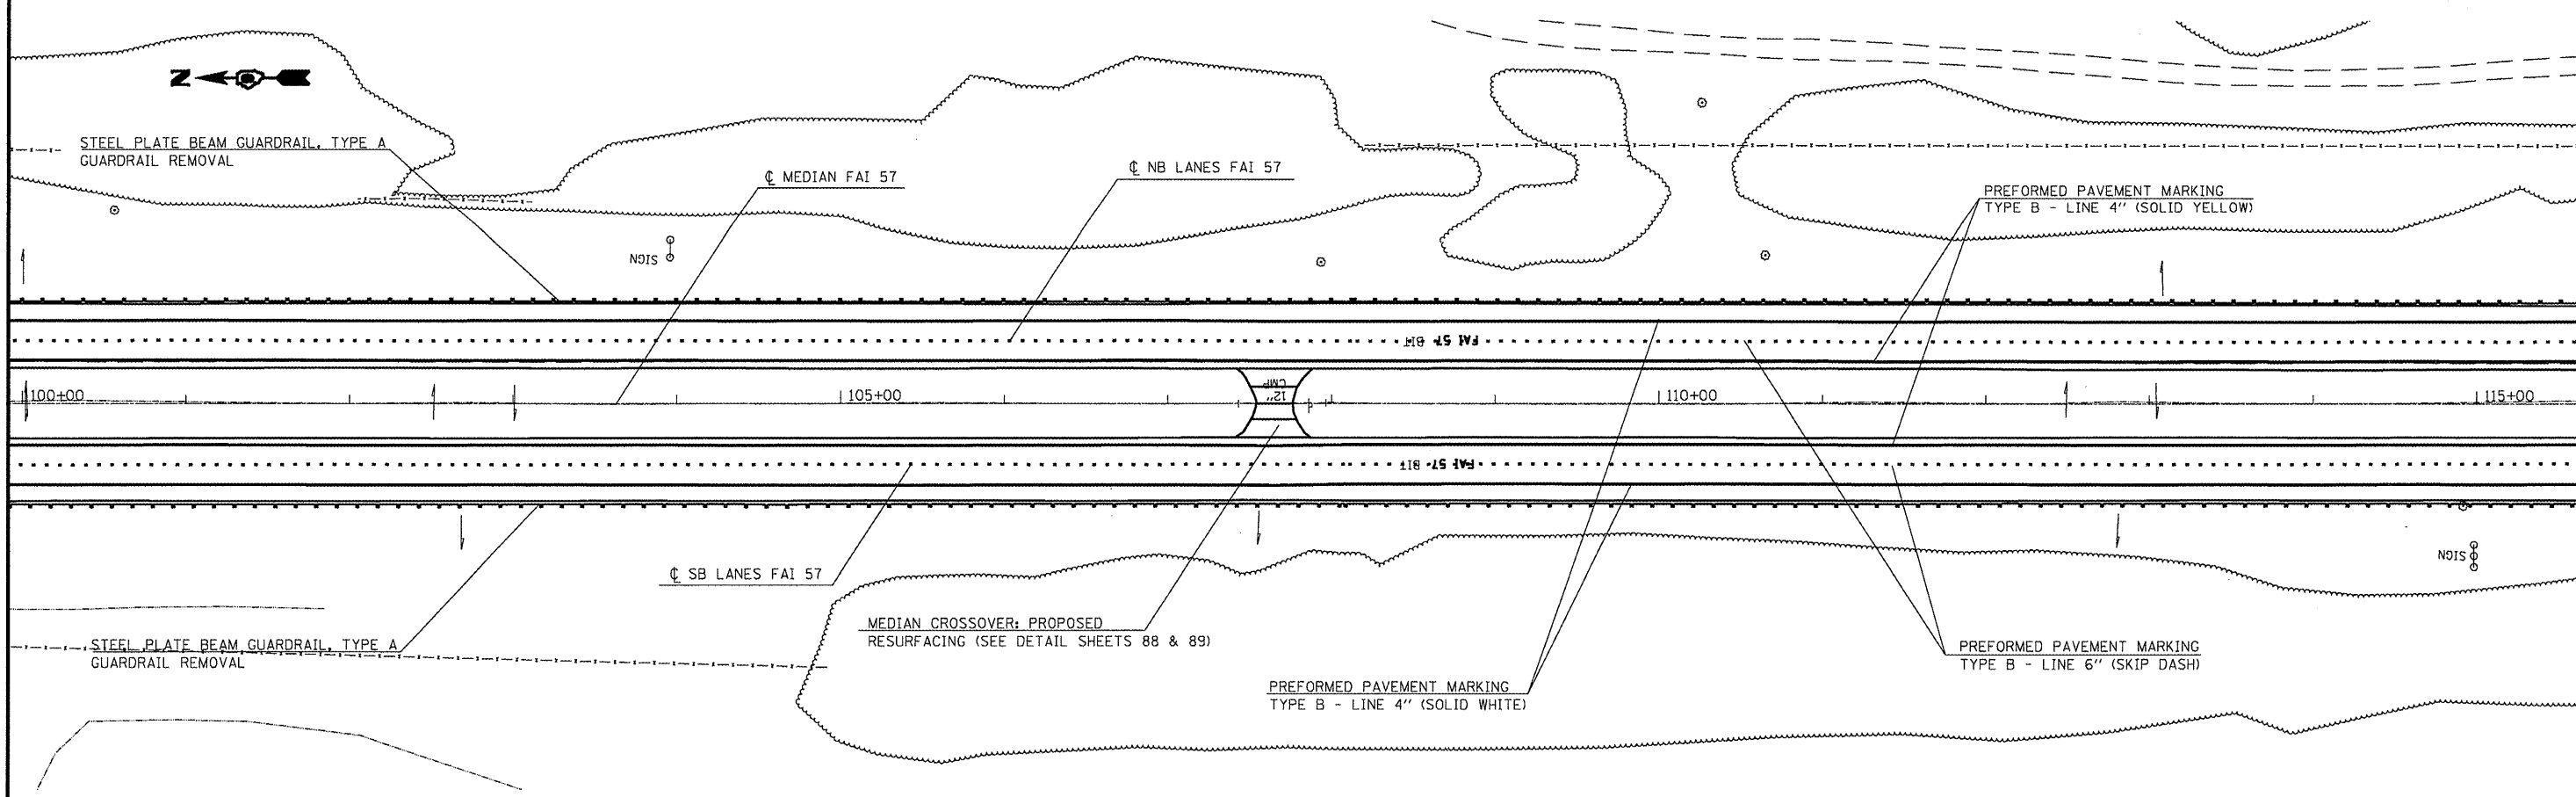 N
STEEL PLATE BEAM GUARDRAIL, TYPE A
GUARDRAIL REMOVAL
℄ MEDIAN FAI 57
℄ NB LANES FAI 57
PREFORMED PAVEMENT MARKING
TYPE B - LINE 4" (SOLID YELLOW)
SIGN
FAI 57 BIT
100+00
105+00
12" CMP
110+00
115+00
FAI 57 BIT
SIGN
℄ SB LANES FAI 57
MEDIAN CROSSOVER: PROPOSED
RESURFACING (SEE DETAIL SHEETS 88 & 89)
STEEL PLATE BEAM GUARDRAIL, TYPE A
GUARDRAIL REMOVAL
PREFORMED PAVEMENT MARKING
TYPE B - LINE 6" (SKIP DASH)
PREFORMED PAVEMENT MARKING
TYPE B - LINE 4" (SOLID WHITE)